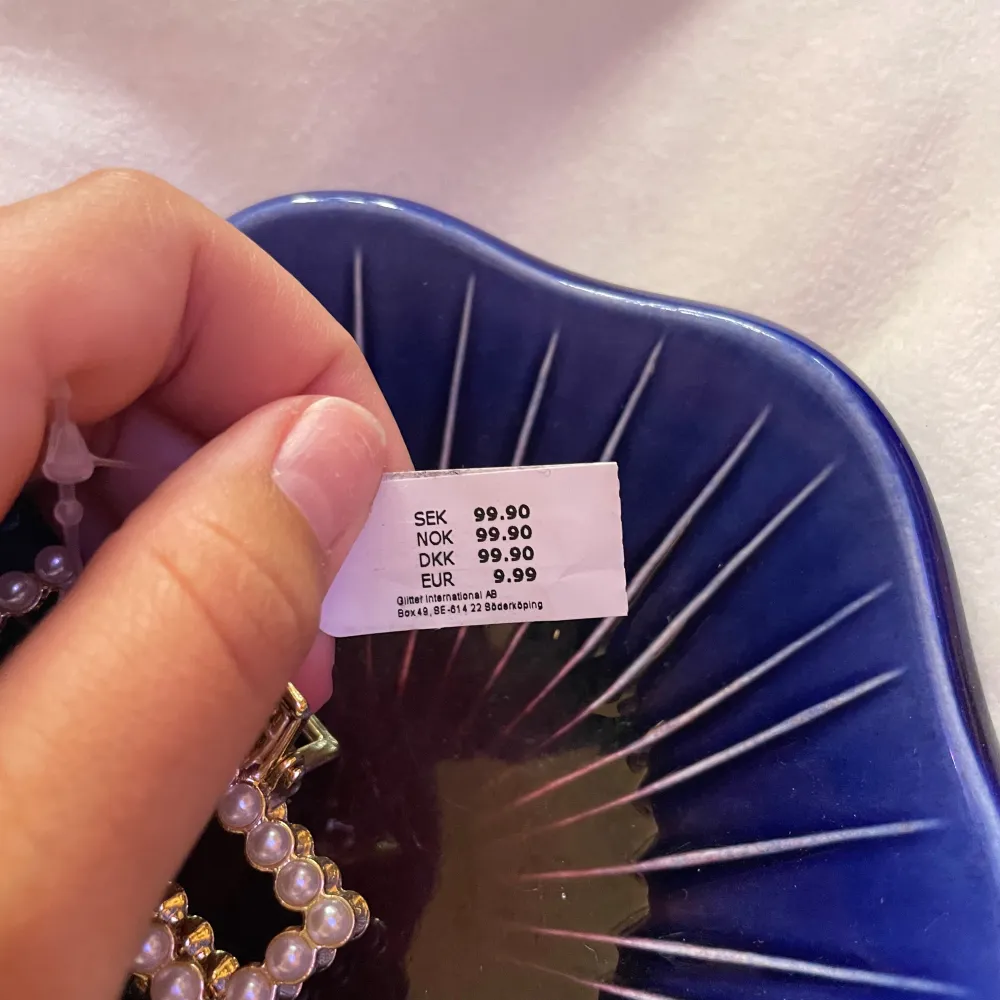 SEK 99.90
NOK 99.90
DKK 99.90
EUR 9.99
Glitter International AB
Box 49, SE-614 22 Söderköping